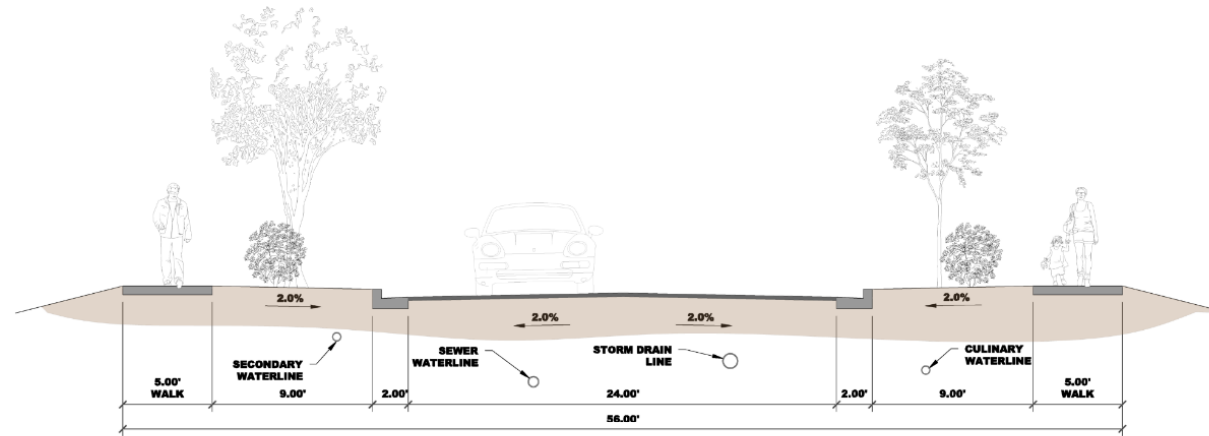 2.0%
2.0%
2.0%
2.0%
SECONDARY
WATERLINE
SEWER
WATERLINE
STORM DRAIN
LINE
CULINARY
WATERLINE
5.00'
WALK
9.00'
2.00'
24.00'
2.00'
9.00'
5.00'
WALK
56.00'